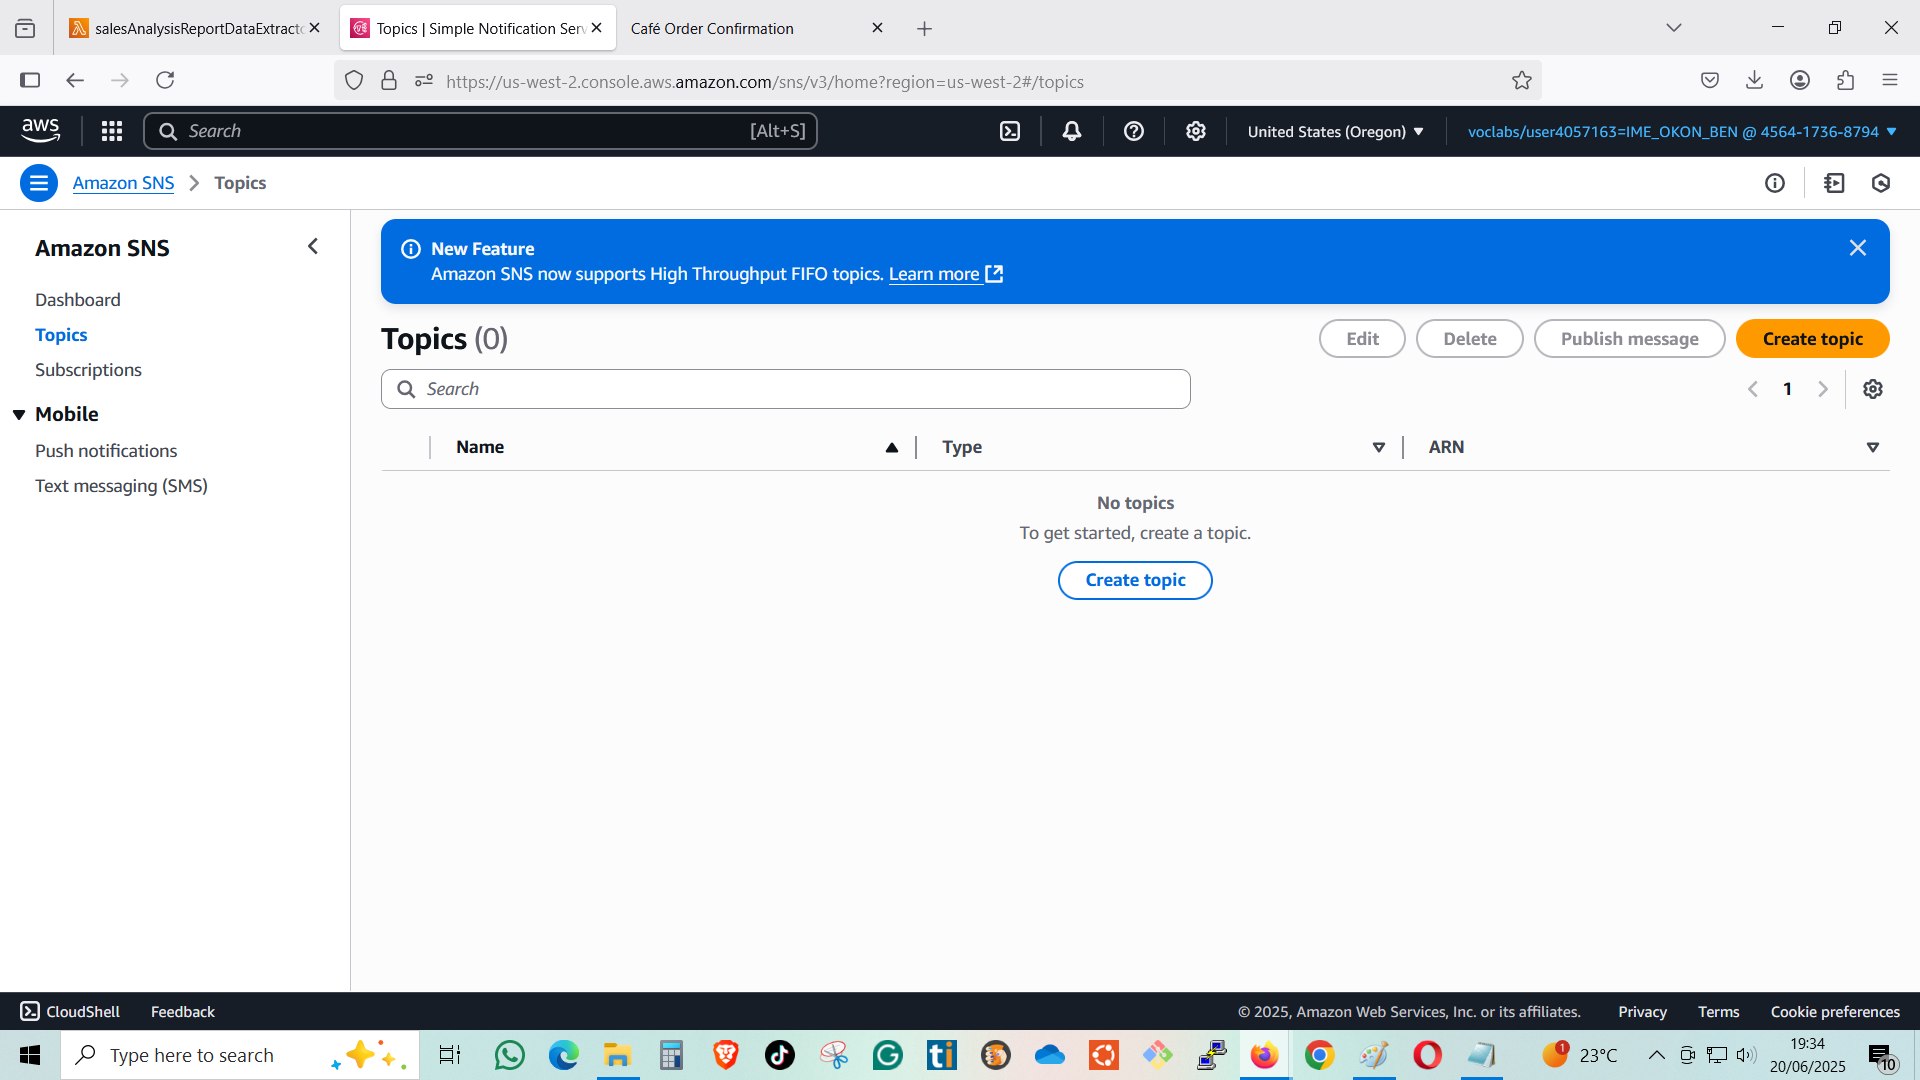 salesAnalysisReportDataExtracto
Topics | Simple Notification Serv
Café Order Confirmation
https://us-west-2.console.aws.amazon.com/sns/v3/home?region=us-west-2#/topics
aws
Search
[Alt+S]
United States (Oregon)
voclabs/user4057163=IME_OKON_BEN @ 4564-1736-8794
Amazon SNS
Topics
Amazon SNS
Dashboard
Topics
Subscriptions
Mobile
Push notifications
Text messaging (SMS)
New Feature
Amazon SNS now supports High Throughput FIFO topics. Learn more
Topics (0)
Edit
Delete
Publish message
Create topic
Search
1
Name
Type
ARN
No topics
To get started, create a topic.
Create topic
CloudShell
Feedback
© 2025, Amazon Web Services, Inc. or its affiliates.
Privacy
Terms
Cookie preferences
Type here to search
ti
1
23°C
19:34
20/06/2025
10